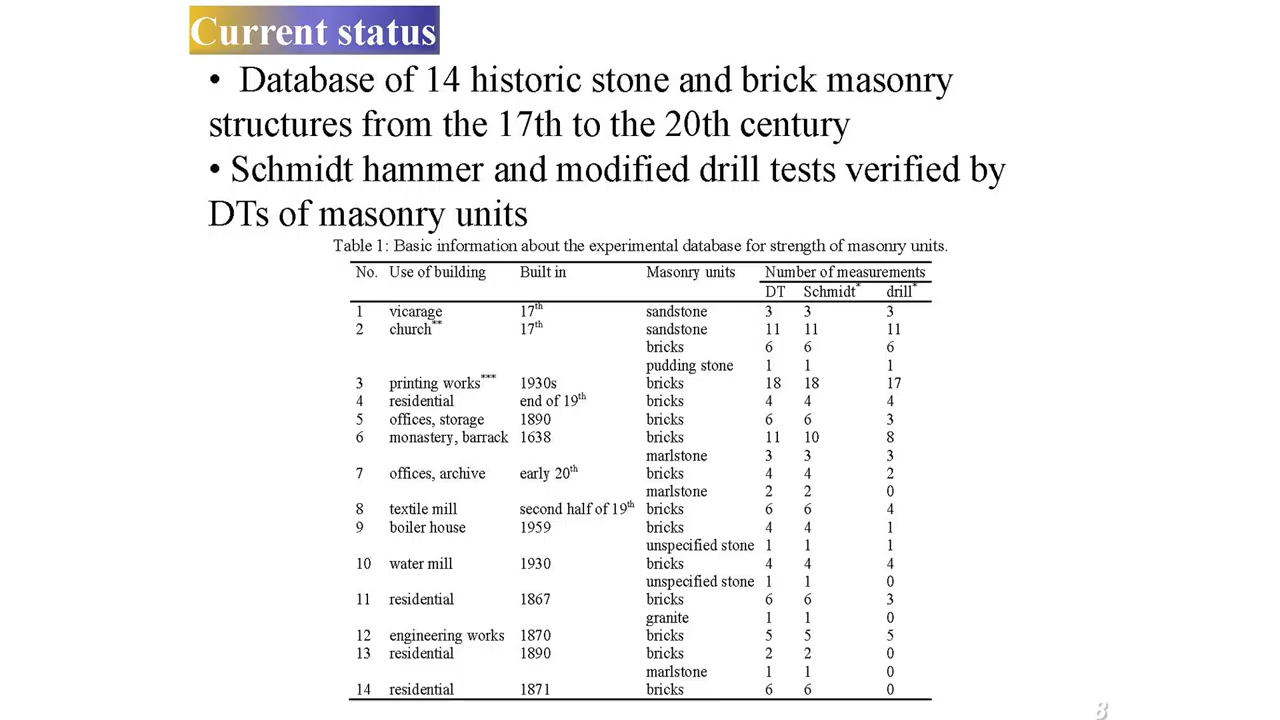 Current status
• Database of 14 historic stone and brick masonry
structures from the 17th to the 20th century
• Schmidt hammer and modified drill tests verified by
DTs of masonry units
Table 1: Basic information about the experimental database for strength of masonry units.
No. Use of building Built in Masonry units Number of measurements
DT Schmidt* drill*
1 vicarage 17th sandstone 3 3 3
2 church** 17th sandstone 11 11 11
bricks 6 6 6
pudding stone 1 1 1
3 printing works*** 1930s bricks 18 18 17
4 residential end of 19th bricks 4 4 4
5 offices, storage 1890 bricks 6 6 3
6 monastery, barrack 1638 bricks 11 10 8
marlstone 3 3 3
7 offices, archive early 20th bricks 4 4 2
marlstone 2 2 0
8 textile mill second half of 19th bricks 6 6 4
9 boiler house 1959 bricks 4 4 1
unspecified stone 1 1 1
10 water mill 1930 bricks 4 4 4
unspecified stone 1 1 0
11 residential 1867 bricks 6 6 3
granite 1 1 0
12 engineering works 1870 bricks 5 5 5
13 residential 1890 bricks 2 2 0
marlstone 1 1 0
14 residential 1871 bricks 6 6 0
8